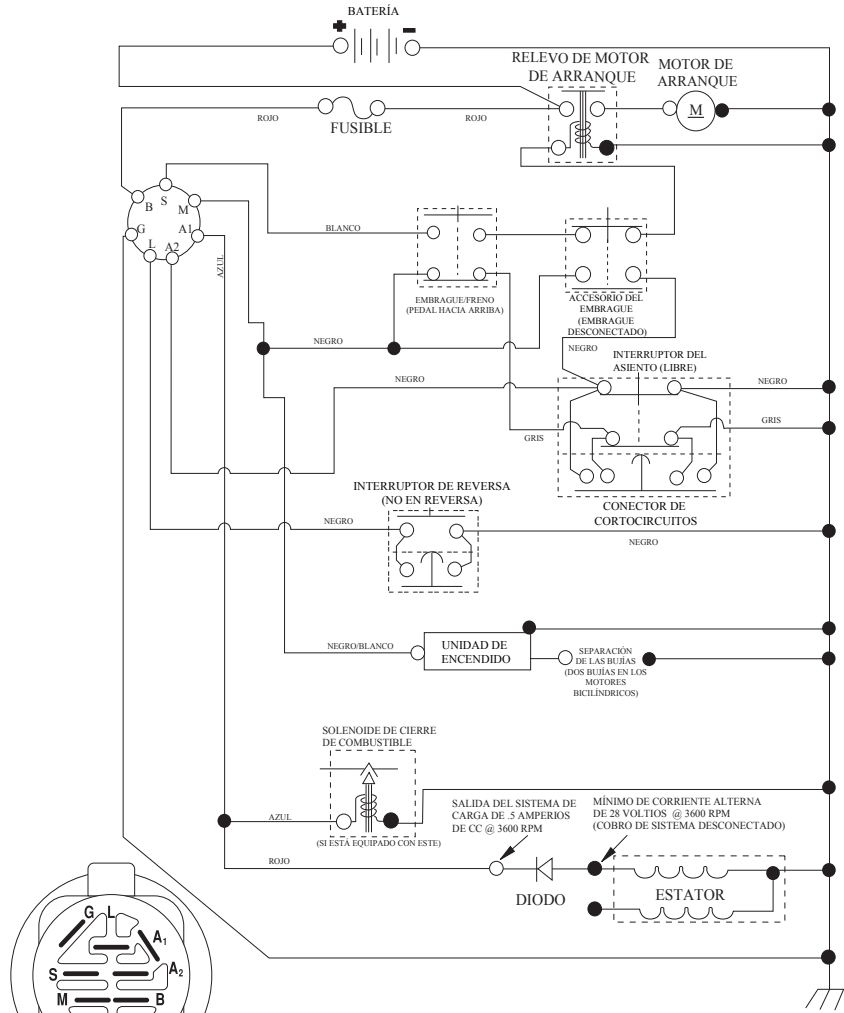 BATERÍA
+
-
RELEVO DE MOTOR
DE ARRANQUE
MOTOR DE
ARRANQUE
M
ROJO
FUSIBLE
ROJO
S
B
M
G
A1
L
A2
AZUL
BLANCO
EMBRAGUE/FRENO
(PEDAL HACIA ARRIBA)
ACCESORIO DEL
EMBRAGUE
(EMBRAGUE
DESCONECTADO)
NEGRO
NEGRO
INTERRUPTOR DEL
ASIENTO (LIBRE)
NEGRO
NEGRO
GRIS
GRIS
CONECTOR DE
CORTOCIRCUITOS
INTERRUPTOR DE REVERSA
(NO EN REVERSA)
NEGRO
NEGRO
NEGRO/BLANCO
UNIDAD DE
ENCENDIDO
SEPARACIÓN
DE LAS BUJÍAS
(DOS BUJÍAS EN LOS
MOTORES
BICILÍNDRICOS)
SOLENOIDE DE CIERRE
DE COMBUSTIBLE
AZUL
(SI ESTÁ EQUIPADO CON ESTE)
SALIDA DEL SISTEMA DE
CARGA DE .5 AMPERIOS
DE CC @ 3600 RPM
MÍNIMO DE CORRIENTE ALTERNA
DE 28 VOLTIOS @ 3600 RPM
(COBRO DE SISTEMA DESCONECTADO)
ROJO
DIODO
ESTATOR
G
L
A1
A2
S
M
B